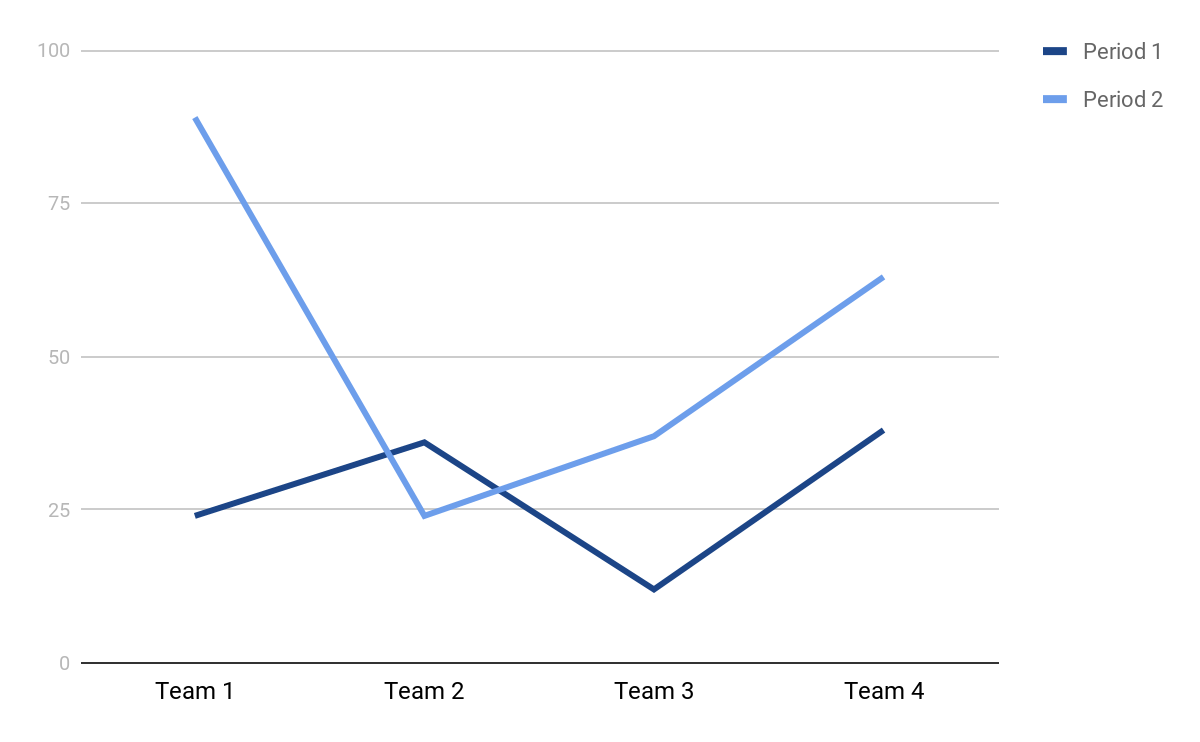 100
75
50
25
0
Team 1
Team 2
Team 3
Team 4
Period 1
Period 2